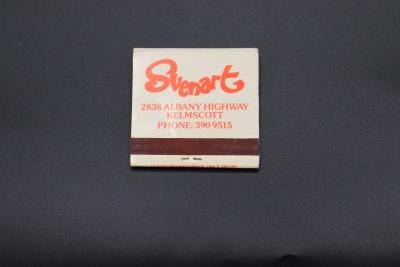 Svenart
2838 ALBANY HIGHWAY
KELMSCOTT
PHONE: 390 9515